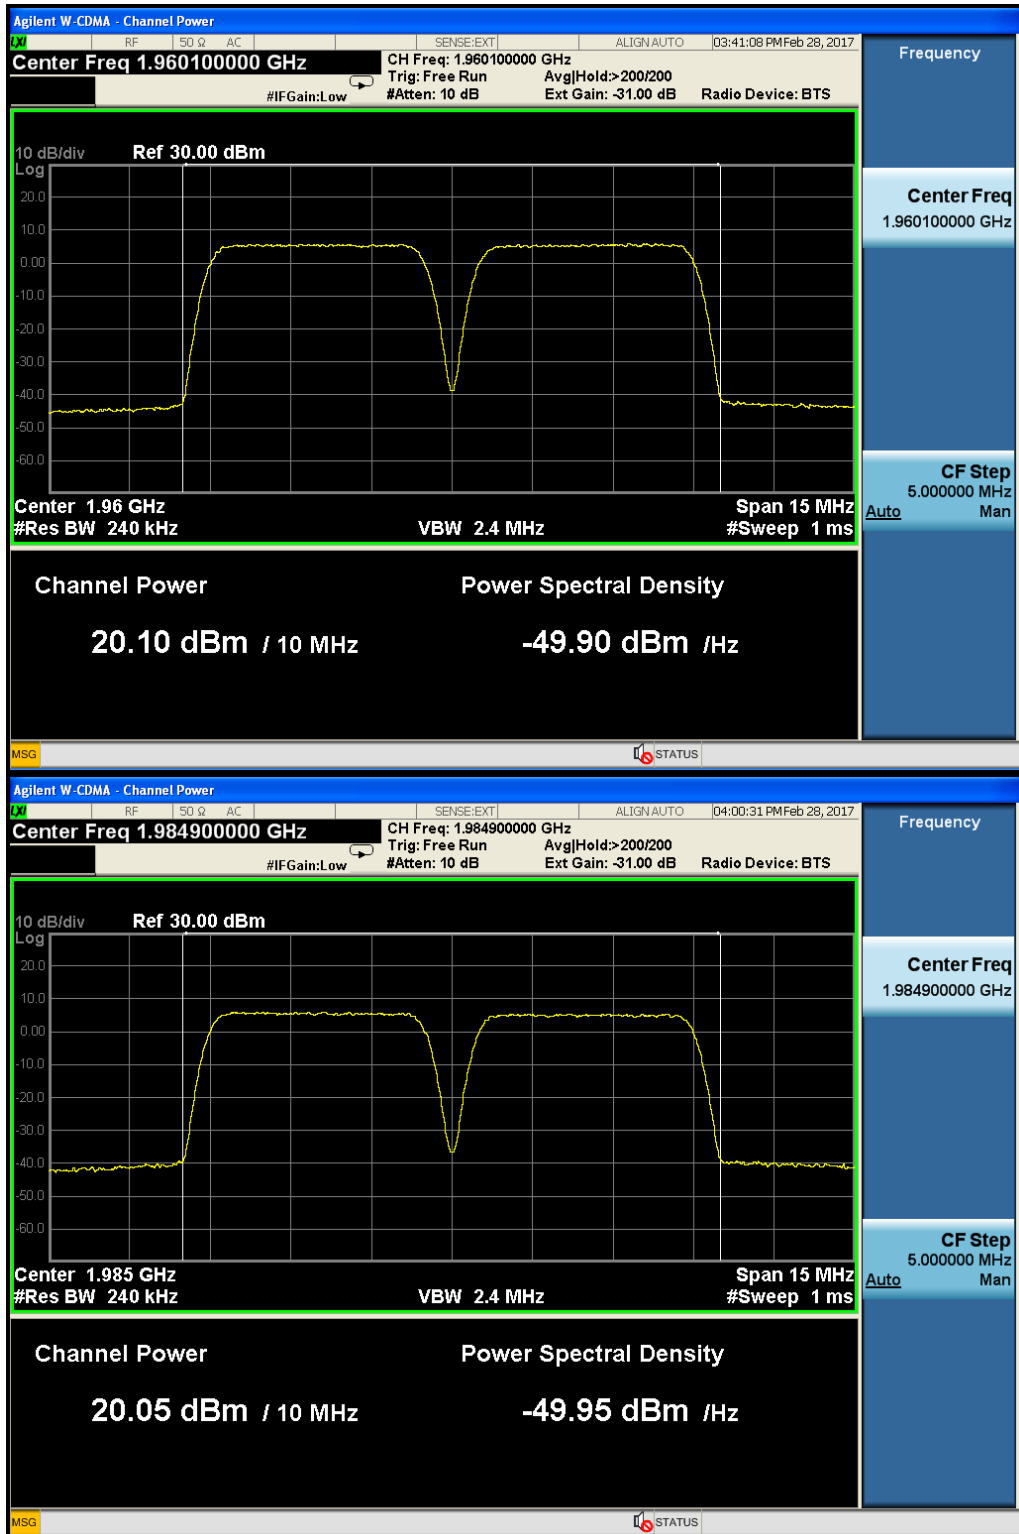 Agilent W-CDMA - Channel Power
LXI RF 50 Ω AC SENSE:EXT ALIGN AUTO 03:41:08 PM Feb 28, 2017
Center Freq 1.960100000 GHz
CH Freq: 1.960100000 GHz
Trig: Free Run Avg|Hold:>200/200
#IFGain:Low #Atten: 10 dB Ext Gain: -31.00 dB Radio Device: BTS
Frequency
10 dB/div Ref 30.00 dBm
Log
20.0
10.0
0.00
-10.0
-20.0
-30.0
-40.0
-50.0
-60.0
Center 1.96 GHz Span 15 MHz
#Res BW 240 kHz VBW 2.4 MHz #Sweep 1 ms
Center Freq
1.960100000 GHz
CF Step
5.000000 MHz
Auto Man
Channel Power Power Spectral Density
20.10 dBm / 10 MHz -49.90 dBm /Hz
MSG STATUS
Agilent W-CDMA - Channel Power
LXI RF 50 Ω AC SENSE:EXT ALIGN AUTO 04:00:31 PM Feb 28, 2017
Center Freq 1.984900000 GHz
CH Freq: 1.984900000 GHz
Trig: Free Run Avg|Hold:>200/200
#IFGain:Low #Atten: 10 dB Ext Gain: -31.00 dB Radio Device: BTS
Frequency
10 dB/div Ref 30.00 dBm
Log
20.0
10.0
0.00
-10.0
-20.0
-30.0
-40.0
-50.0
-60.0
Center 1.985 GHz Span 15 MHz
#Res BW 240 kHz VBW 2.4 MHz #Sweep 1 ms
Center Freq
1.984900000 GHz
CF Step
5.000000 MHz
Auto Man
Channel Power Power Spectral Density
20.05 dBm / 10 MHz -49.95 dBm /Hz
MSG STATUS